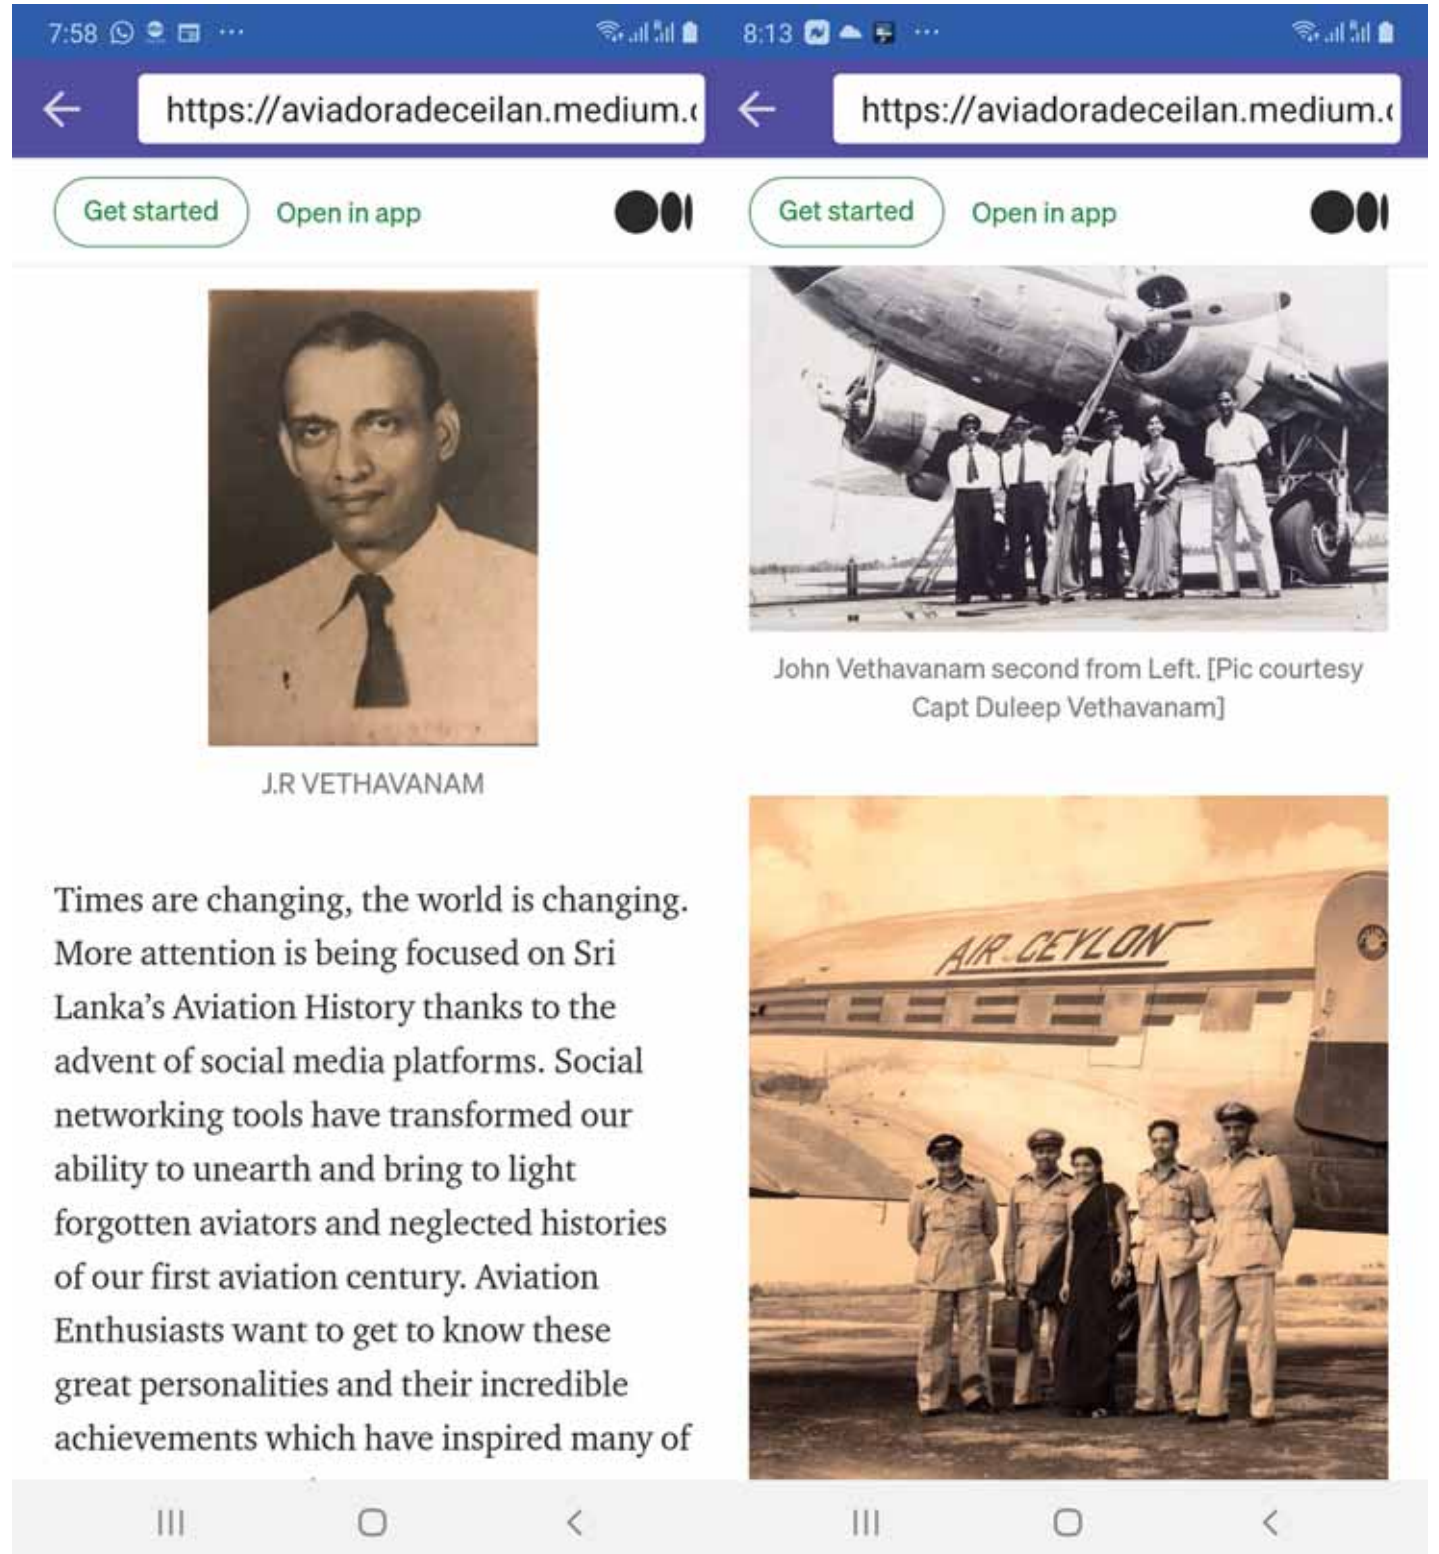 7:58
https://aviadoradeceilan.medium.c
Get started
Open in app
J.R VETHAVANAM
Times are changing, the world is changing.
More attention is being focused on Sri
Lanka’s Aviation History thanks to the
advent of social media platforms. Social
networking tools have transformed our
ability to unearth and bring to light
forgotten aviators and neglected histories
of our first aviation century. Aviation
Enthusiasts want to get to know these
great personalities and their incredible
achievements which have inspired many of
8:13
https://aviadoradeceilan.medium.c
Get started
Open in app
John Vethavanam second from Left. [Pic courtesy
Capt Duleep Vethavanam]
AIR CEYLON